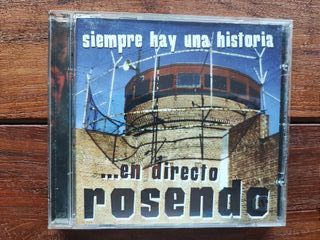 siempre hay una historia
...en directo
rosendo